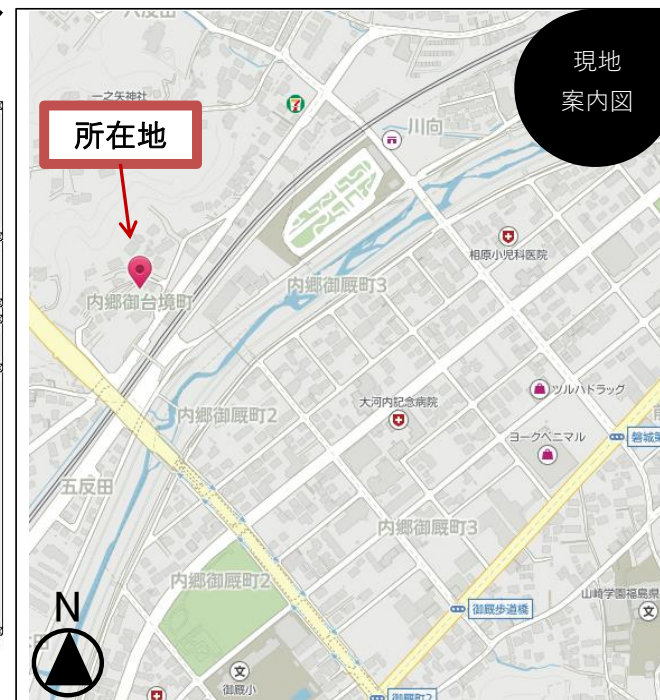 現地
案内図
一之矢神社
所在地
川向
相原小児科医院
内郷御台境町
内郷御厩町3
大河内記念病院
ツルハドラッグ
内郷御厩町2
ヨークベニマル
五反田
内郷御厩町3
内郷御厩町2
山崎学園福島県
御厩歩道橋
N
御厩小
御厩町2